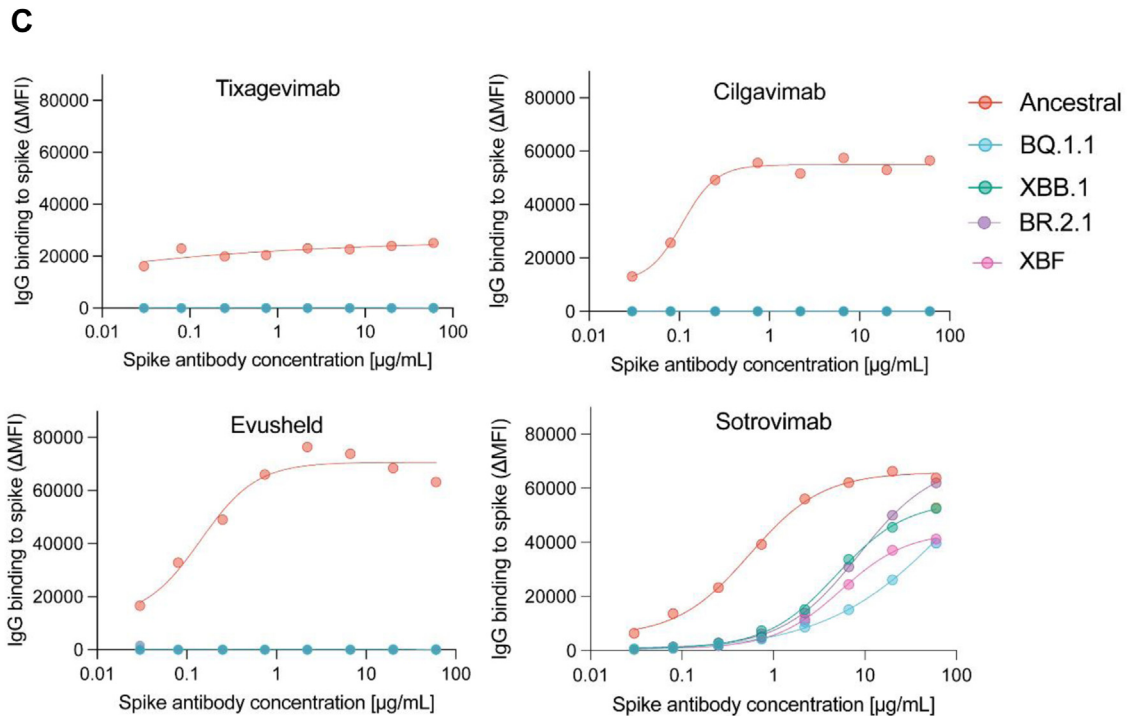 C
Tixagevimab
IgG binding to spike (ΔMFI)
80000
60000
40000
20000
0
0.01
0.1
1
10
100
Spike antibody concentration [µg/mL]
Cilgavimab
IgG binding to spike (ΔMFI)
80000
60000
40000
20000
0
0.01
0.1
1
10
100
Spike antibody concentration [µg/mL]
Ancestral
BQ.1.1
XBB.1
BR.2.1
XBF
Evusheld
IgG binding to spike (ΔMFI)
80000
60000
40000
20000
0
0.01
0.1
1
10
100
Spike antibody concentration [µg/mL]
Sotrovimab
IgG binding to spike (ΔMFI)
80000
60000
40000
20000
0
0.01
0.1
1
10
100
Spike antibody concentration [µg/mL]